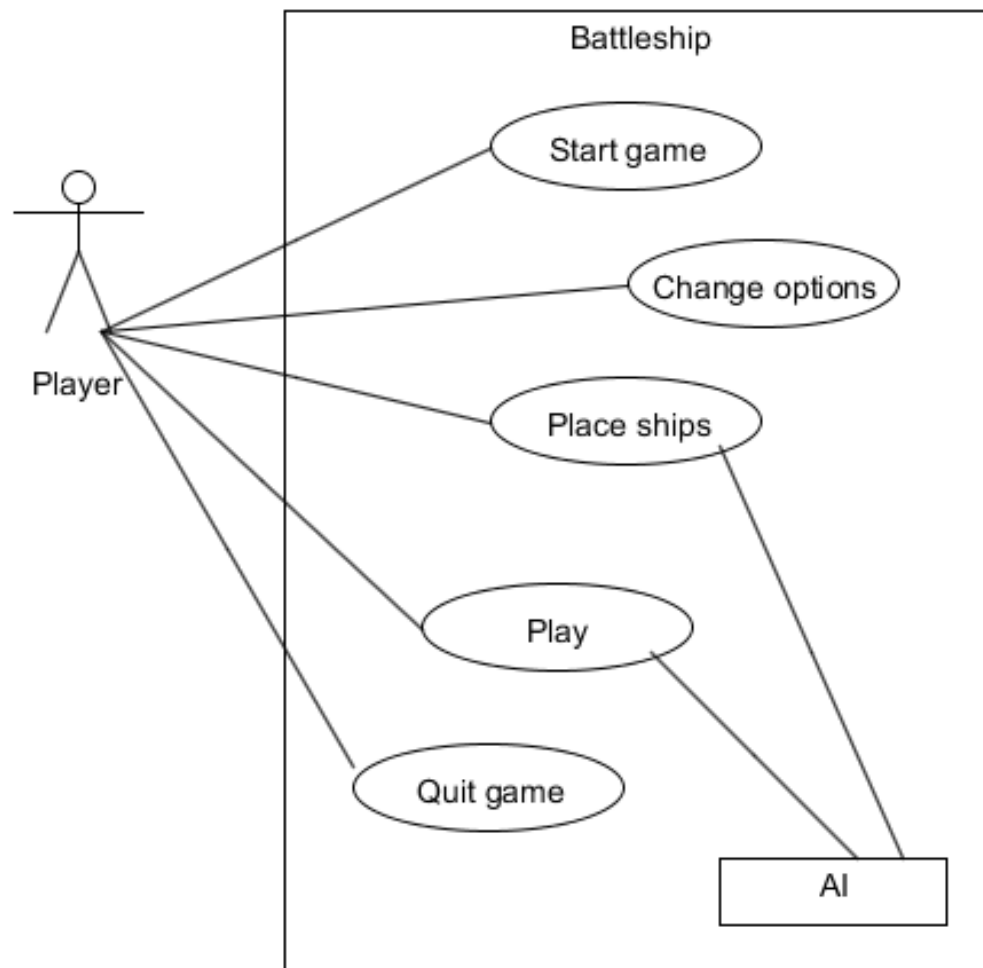 Battleship
Start game
Change options
Player
Place ships
Play
Quit game
AI